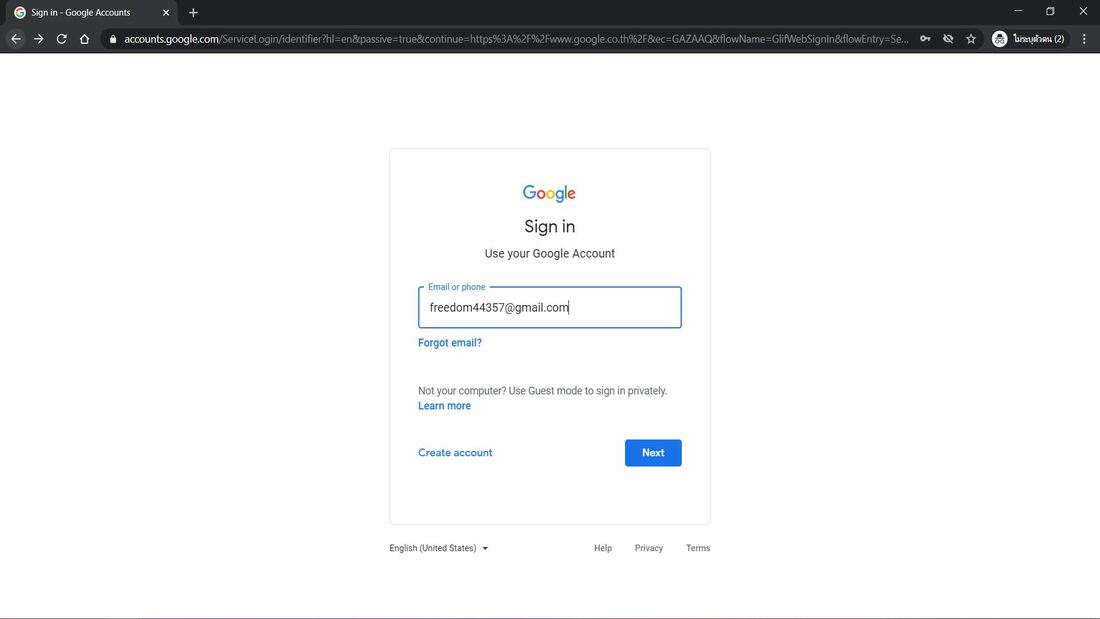 Sign in - Google Accounts
accounts.google.com/ServiceLogin/identifier?hl=en&passive=true&continue=https%3A%2F%2Fwww.google.co.th%2F&ec=GAZAAQ&flowName=GlifWebSignIn&flowEntry=Se...
ไม่ระบุตัวตน (2)
Google
Sign in
Use your Google Account
Email or phone
freedom44357@gmail.com
Forgot email?
Not your computer? Use Guest mode to sign in privately.
Learn more
Create account
Next
English (United States)
Help
Privacy
Terms